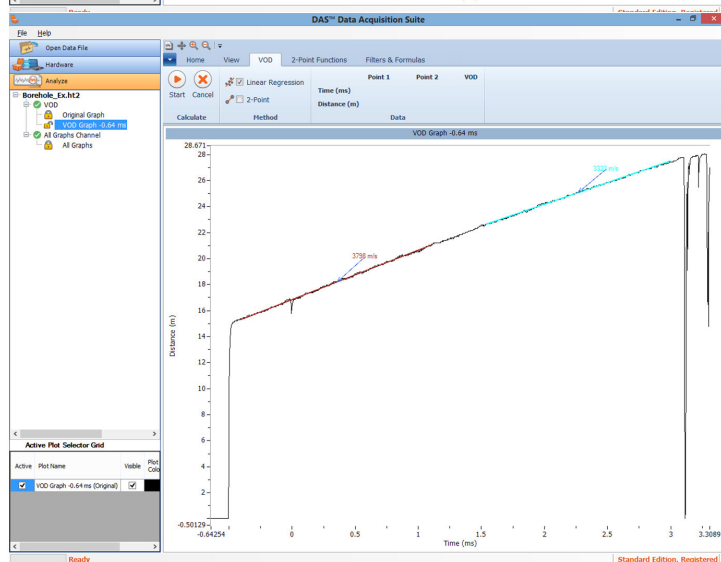 Ready
Standard Edition, Registered
DAS™ Data Acquisition Suite
File Help
Open Data File
Hardware
Analyze
Borehole_Ex.ht2
VOD
Original Graph
VOD Graph -0.64 ms
All Graphs Channel
All Graphs
Home View VOD 2-Point Functions Filters & Formulas
Start Cancel
Linear Regression
2-Point
Calculate Method Data
Point 1 Point 2 VOD
Time (ms)
Distance (m)
VOD Graph -0.64 ms
28.671
28
26
24
22
20
18
16
14
12
10
8
6
4
2
-0.50129
Distance (m)
3798 m/s
-0.64254 0 0.5 1 1.5 2 2.5 3 3.3089
Time (ms)
Active Plot Selector Grid
Active Plot Name Visible Plot
VOD Graph -0.64 ms (Original)
Ready
Standard Edition, Registered